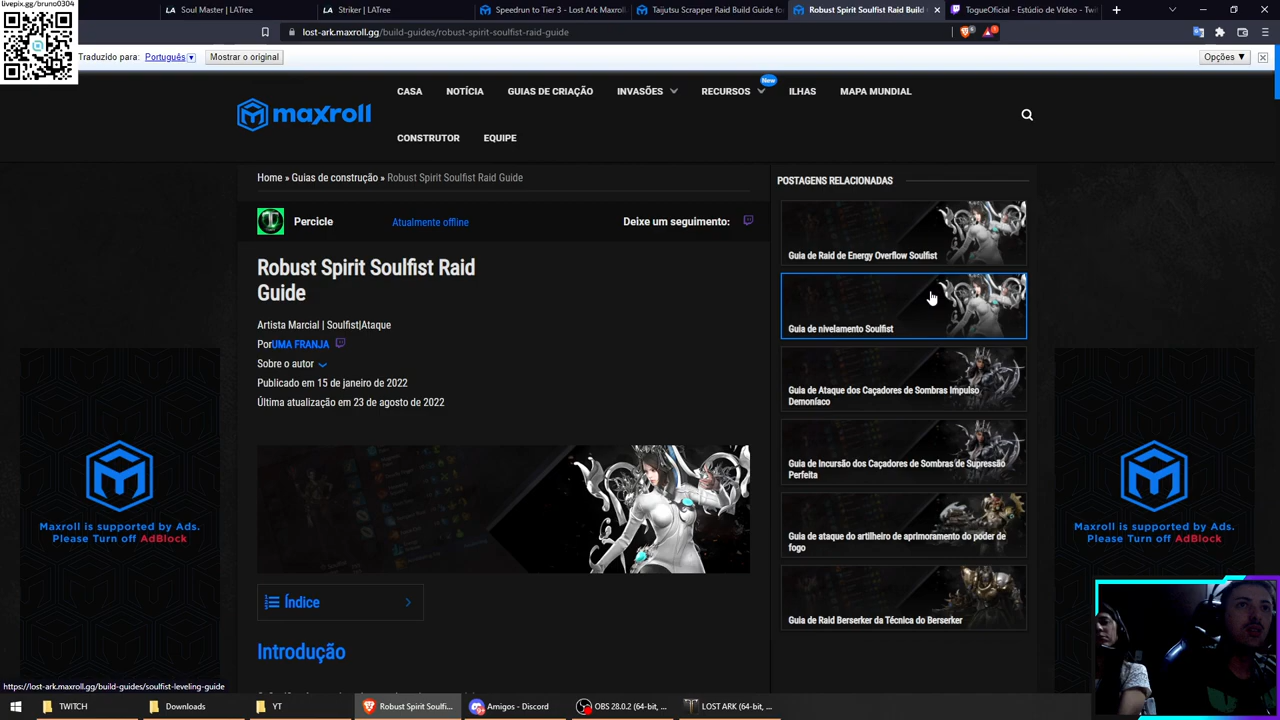 livepix.gg/bruno0304
Soul Master | LATree
Striker | LATree
Speedrun to Tier 3 - Lost Ark Maxroll.
Taijutsu Scrapper Raid Build Guide for
Robust Spirit Soulfist Raid Build
TogueOficial - Estúdio de Vídeo - Twi
lost-ark.maxroll.gg/build-guides/robust-spirit-soulfist-raid-guide
Traduzido para: Português
Mostrar o original
Opções ▼
maxroll
CASA
NOTÍCIA
GUIAS DE CRIAÇÃO
INVASÕES
RECURSOS
New
ILHAS
MAPA MUNDIAL
CONSTRUTOR
EQUIPE
Home » Guias de construção » Robust Spirit Soulfist Raid Guide
Percicle
Atualmente offline
Deixe um seguimento:
Robust Spirit Soulfist Raid
Guide
Artista Marcial | Soulfist|Ataque
PorUMA FRANJA
Sobre o autor
Publicado em 15 de janeiro de 2022
Última atualização em 23 de agosto de 2022
Índice
Introdução
POSTAGENS RELACIONADAS
Guia de Raid de Energy Overflow Soulfist
Guia de nivelamento Soulfist
Guia de Ataque dos Caçadores de Sombras Impulso
Demoníaco
Guia de Incursão dos Caçadores de Sombras de Supressão
Perfeita
Guia de ataque do artilheiro de aprimoramento do poder de
fogo
Guia de Raid Berserker da Técnica do Berserker
Maxroll is supported by Ads.
Please Turn off AdBlock
Maxroll is supported by Ads.
Please Turn off AdBlock
https://lost-ark.maxroll.gg/build-guides/soulfist-leveling-guide
TWITCH
Downloads
YT
Robust Spirit Soulfi...
Amigos - Discord
OBS 28.0.2 (64-bit, ...
LOST ARK (64-bit, ...